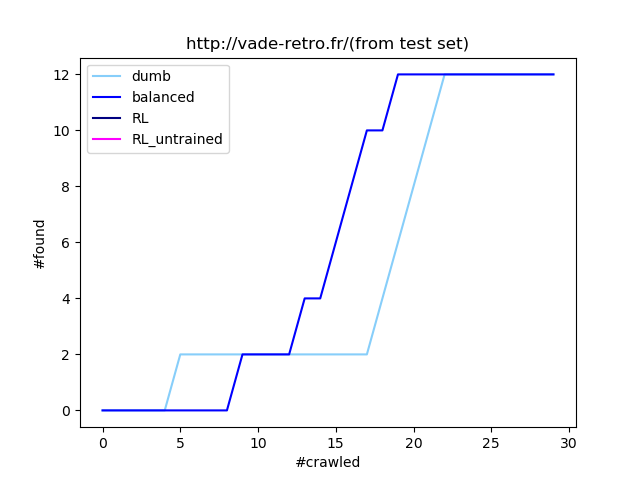 http://vade-retro.fr/(from test set)
dumb
balanced
RL
RL_untrained
12
10
8
6
4
2
0
#found
0 5 10 15 20 25 30
#crawled